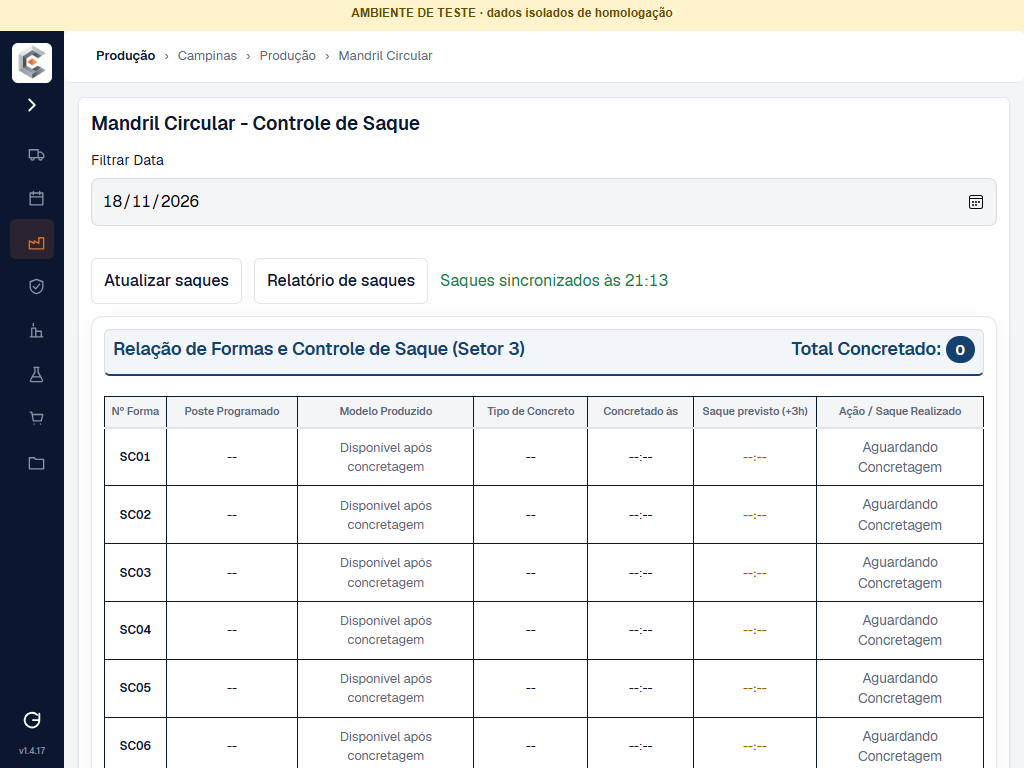 AMBIENTE DE TESTE · dados isolados de homologação
Produção › Campinas › Produção › Mandril Circular
Mandril Circular - Controle de Saque
Filtrar Data
18/11/2026
Atualizar saques Relatório de saques Saques sincronizados às 21:13
Relação de Formas e Controle de Saque (Setor 3) Total Concretado: 0
Nº Forma Poste Programado Modelo Produzido Tipo de Concreto Concretado às Saque previsto (+3h) Ação / Saque Realizado
SC01 -- Disponível após concretagem -- --:-- --:-- Aguardando Concretagem
SC02 -- Disponível após concretagem -- --:-- --:-- Aguardando Concretagem
SC03 -- Disponível após concretagem -- --:-- --:-- Aguardando Concretagem
SC04 -- Disponível após concretagem -- --:-- --:-- Aguardando Concretagem
SC05 -- Disponível após concretagem -- --:-- --:-- Aguardando Concretagem
SC06 -- Disponível após concretagem -- --:-- --:-- Aguardando Concretagem
v1.4.17